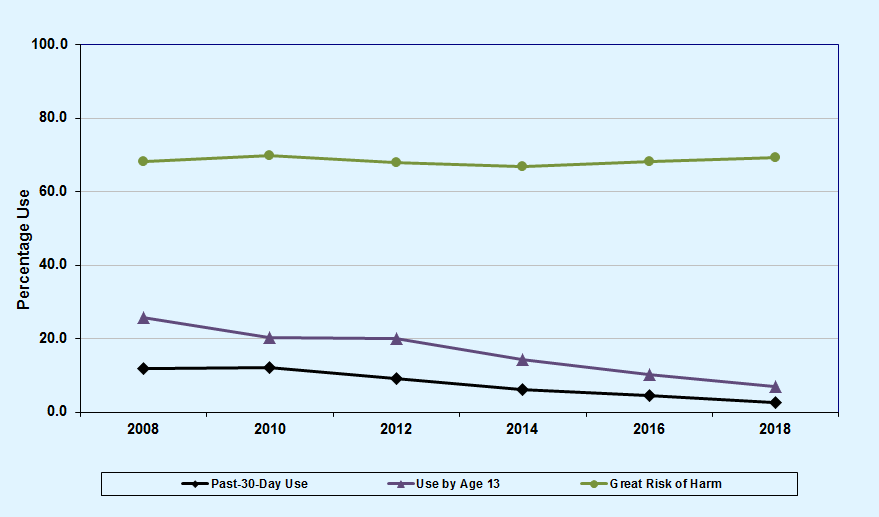 100.0
80.0
60.0
40.0
20.0
0.0
Percentage Use
2008 2010 2012 2014 2016 2018
Past-30-Day Use Use by Age 13 Great Risk of Harm